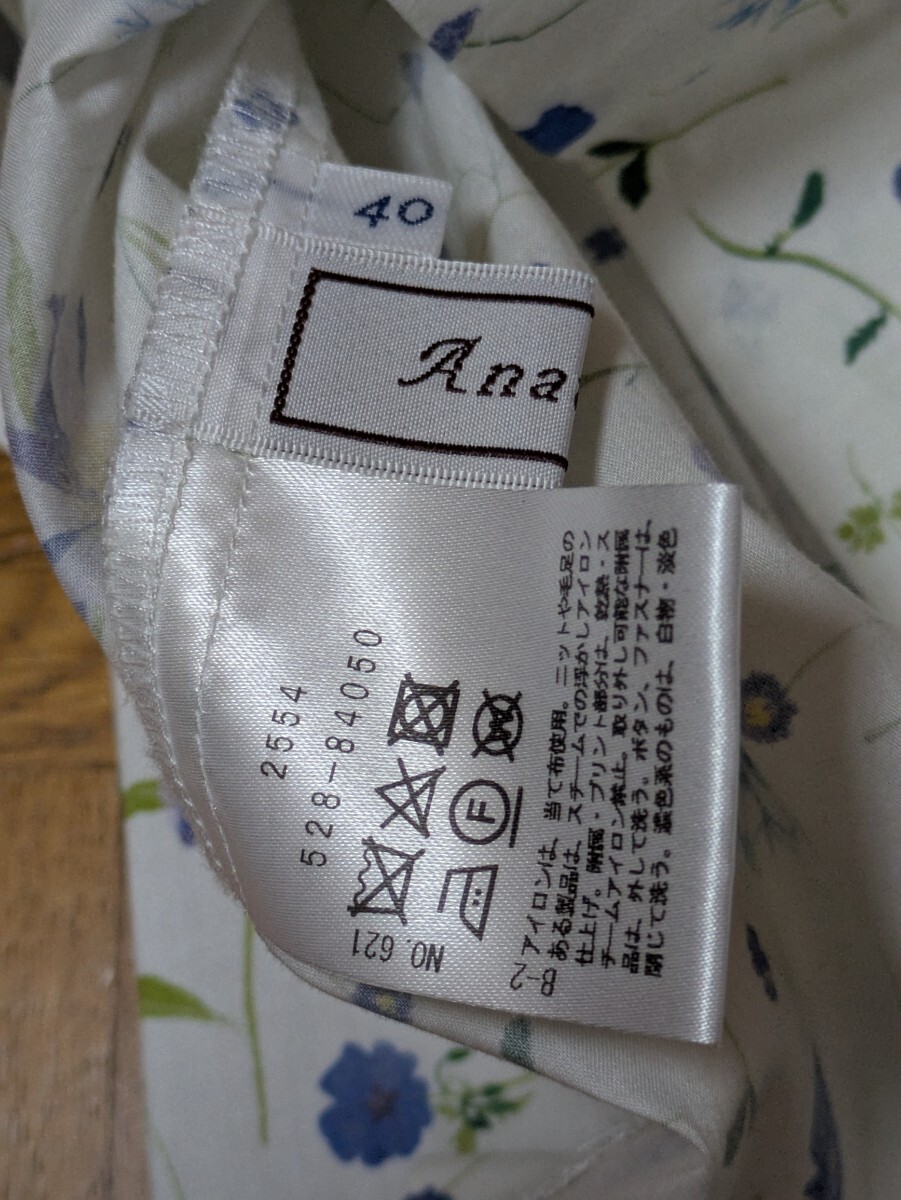 40
Ana
2554
528-84050
F
W
NO. 621
8-2
アイロンは、当て布使用。ニットや毛足の
ある製品は、スチームでの浮かしアイロン
仕上げ。附属・プリント部分は、乾熱・ス
チームアイロン禁止。取り外し可能な附属
品は、外して洗う。ボタン、ファスナーは、
閉じて洗う。濃色系のものは、白物・淡色